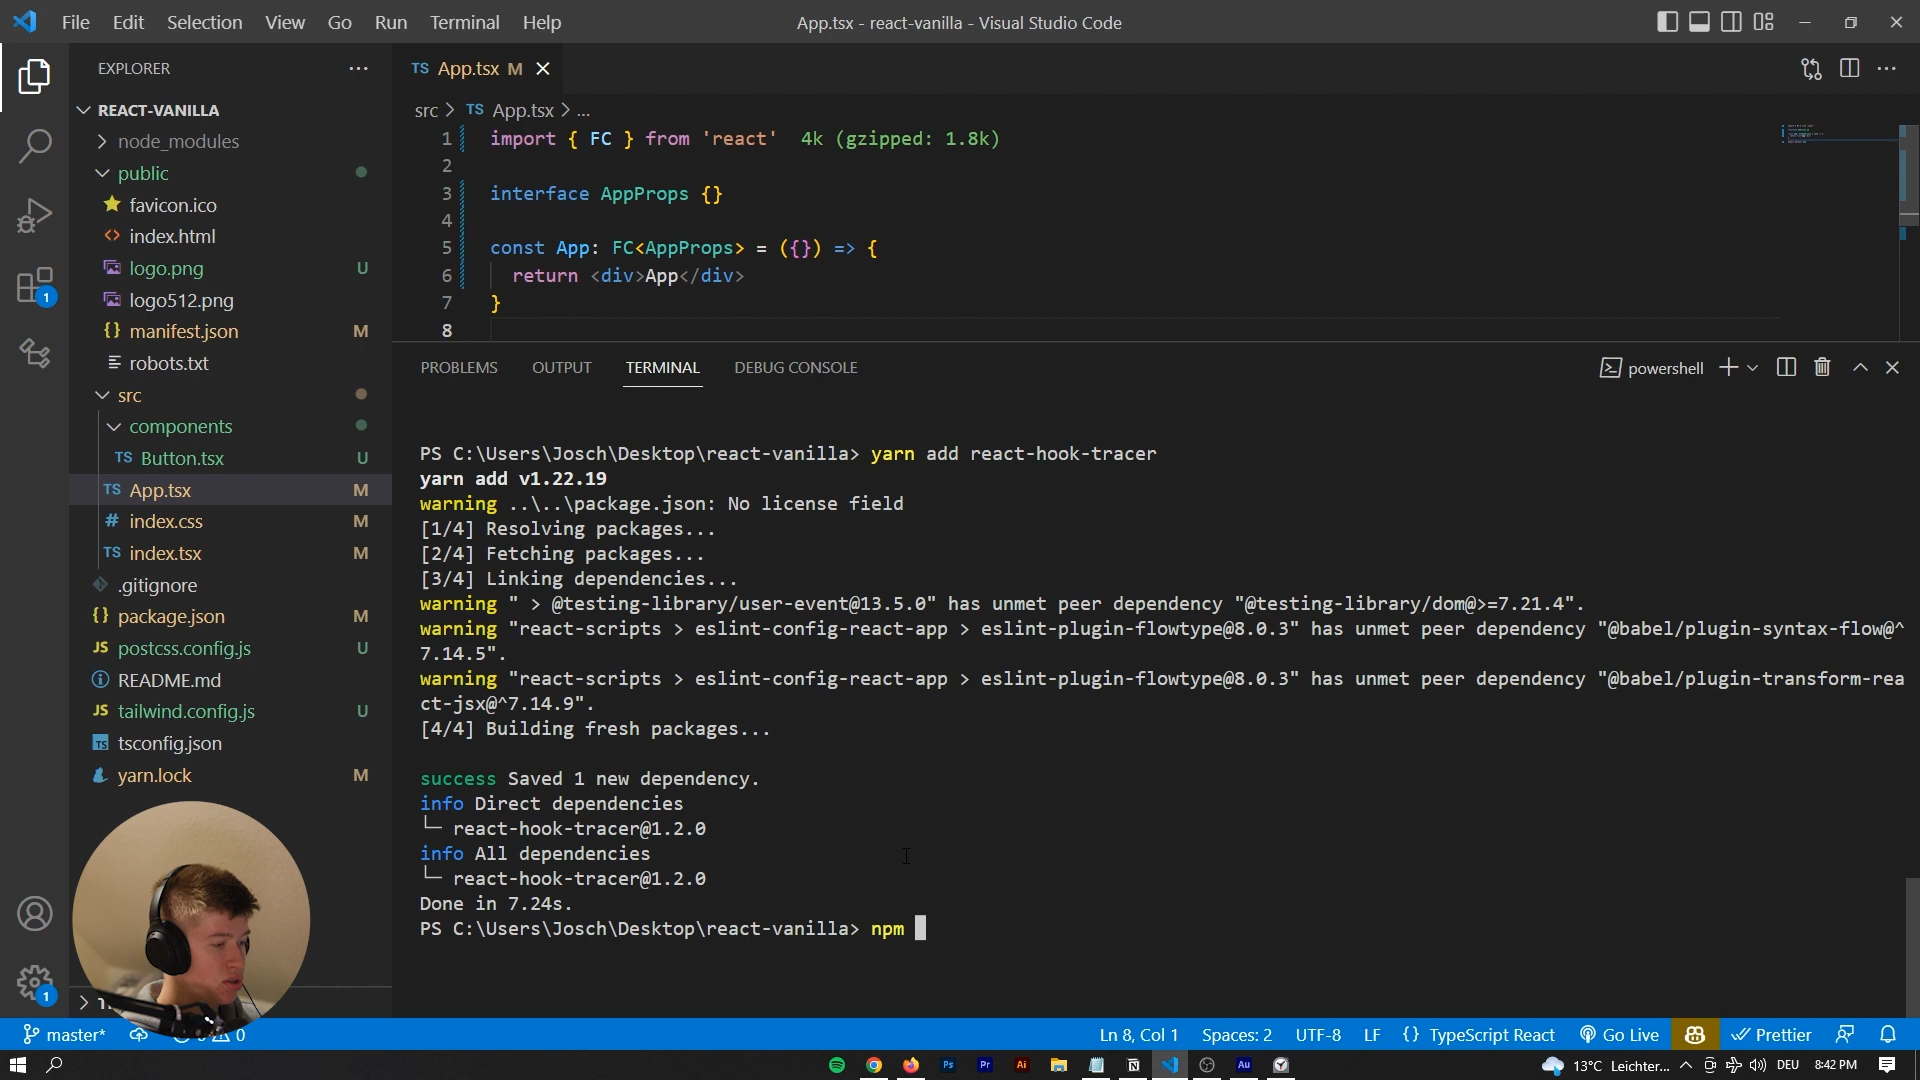 File Edit Selection View Go Run Terminal Help
App.tsx - react-vanilla - Visual Studio Code
EXPLORER
TS App.tsx M
REACT-VANILLA
src > TS App.tsx > ...
node_modules
public
favicon.ico
index.html
logo.png U
logo512.png
manifest.json M
robots.txt
src
components
TS Button.tsx U
TS App.tsx M
# index.css M
TS index.tsx M
.gitignore
{} package.json M
JS postcss.config.js U
README.md
JS tailwind.config.js U
TS tsconfig.json
yarn.lock M
1 import { FC } from 'react' 4k (gzipped: 1.8k)
2
3 interface AppProps {}
4
5 const App: FC<AppProps> = ({}) => {
6 return <div>App</div>
7 }
8
PROBLEMS OUTPUT TERMINAL DEBUG CONSOLE
powershell
PS C:\Users\Josch\Desktop\react-vanilla> yarn add react-hook-tracer
yarn add v1.22.19
warning ..\..\package.json: No license field
[1/4] Resolving packages...
[2/4] Fetching packages...
[3/4] Linking dependencies...
warning " > @testing-library/user-event@13.5.0" has unmet peer dependency "@testing-library/dom@>=7.21.4".
warning "react-scripts > eslint-config-react-app > eslint-plugin-flowtype@8.0.3" has unmet peer dependency "@babel/plugin-syntax-flow@^
7.14.5".
warning "react-scripts > eslint-config-react-app > eslint-plugin-flowtype@8.0.3" has unmet peer dependency "@babel/plugin-transform-rea
ct-jsx@^7.14.9".
[4/4] Building fresh packages...
success Saved 1 new dependency.
info Direct dependencies
└─ react-hook-tracer@1.2.0
info All dependencies
└─ react-hook-tracer@1.2.0
Done in 7.24s.
PS C:\Users\Josch\Desktop\react-vanilla> npm
1
1
master* 0
Ln 8, Col 1 Spaces: 2 UTF-8 LF {} TypeScript React Go Live Prettier
Ps Pr Ai N Au
13°C Leichter... DEU 8:42 PM